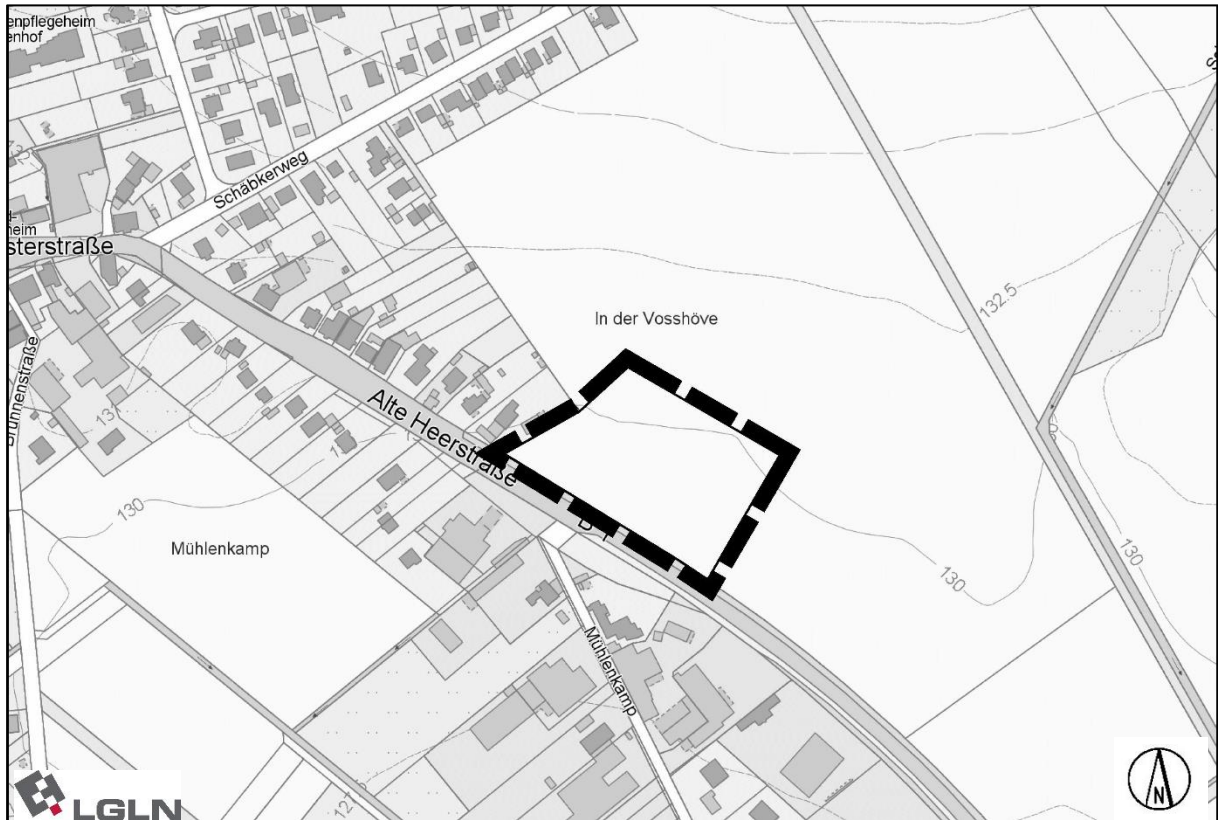 enpflegeheim
enhof
Schäbkerweg
heim
sterstraße
132.5
In der Vosshöve
Brunnenstraße
Alte Heerstraße
130
Mühlenkamp
130
130
Mühlenkamp
LGLN
N